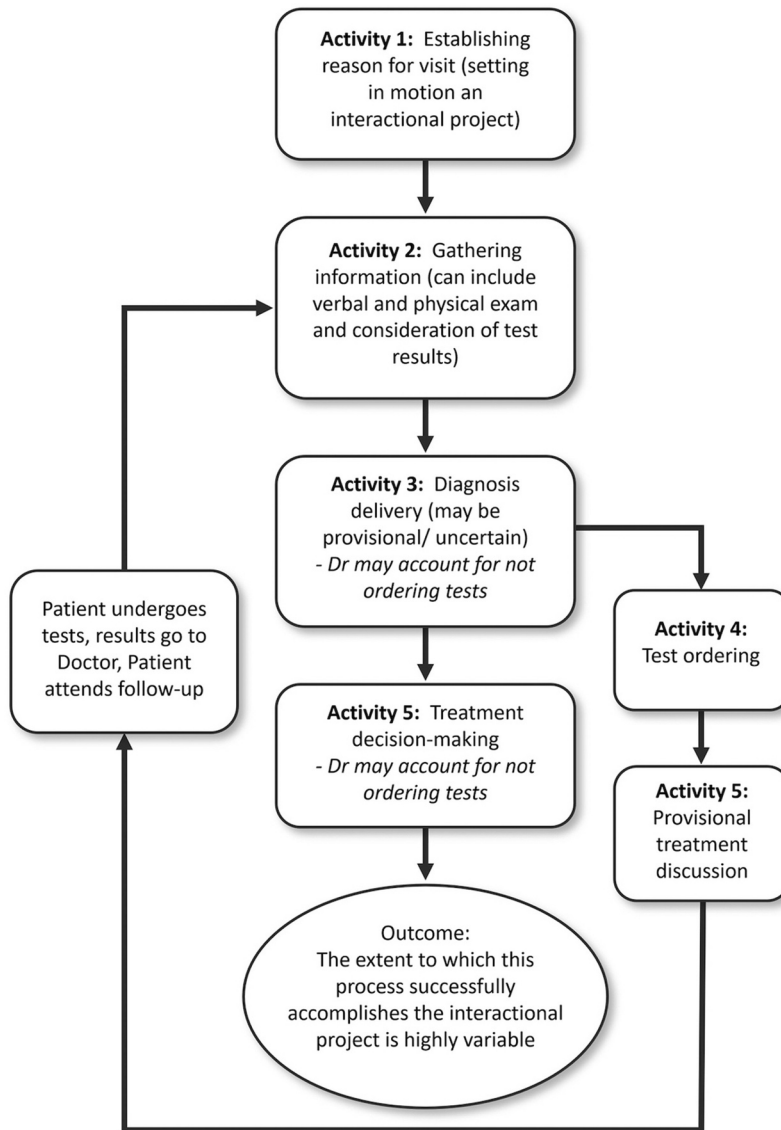 Activity 1: Establishing
reason for visit (setting
in motion an
interactional project)
Activity 2: Gathering
information (can include
verbal and physical exam
and consideration of test
results)
Activity 3: Diagnosis
delivery (may be
provisional/ uncertain)
- Dr may account for not
ordering tests
Patient undergoes
tests, results go to
Doctor, Patient
attends follow-up
Activity 4:
Test ordering
Activity 5: Treatment
decision-making
- Dr may account for not
ordering tests
Activity 5:
Provisional
treatment
discussion
Outcome:
The extent to which this
process successfully
accomplishes the interactional
project is highly variable